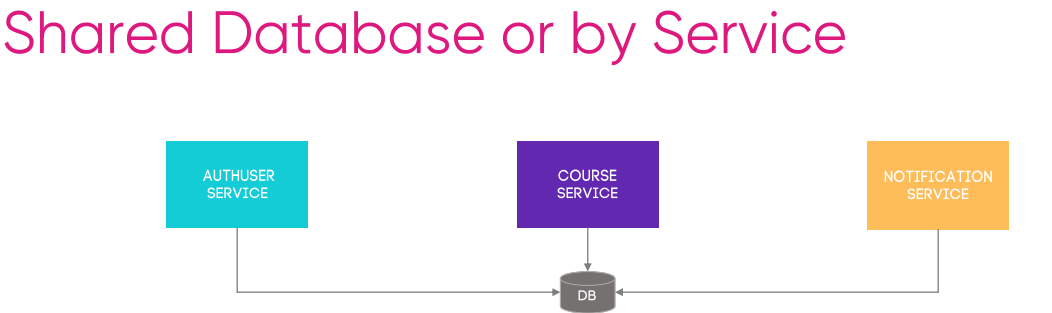 Shared Database or by Service
AUTHUSER
SERVICE
COURSE
SERVICE
NOTIFICATION
SERVICE
DB